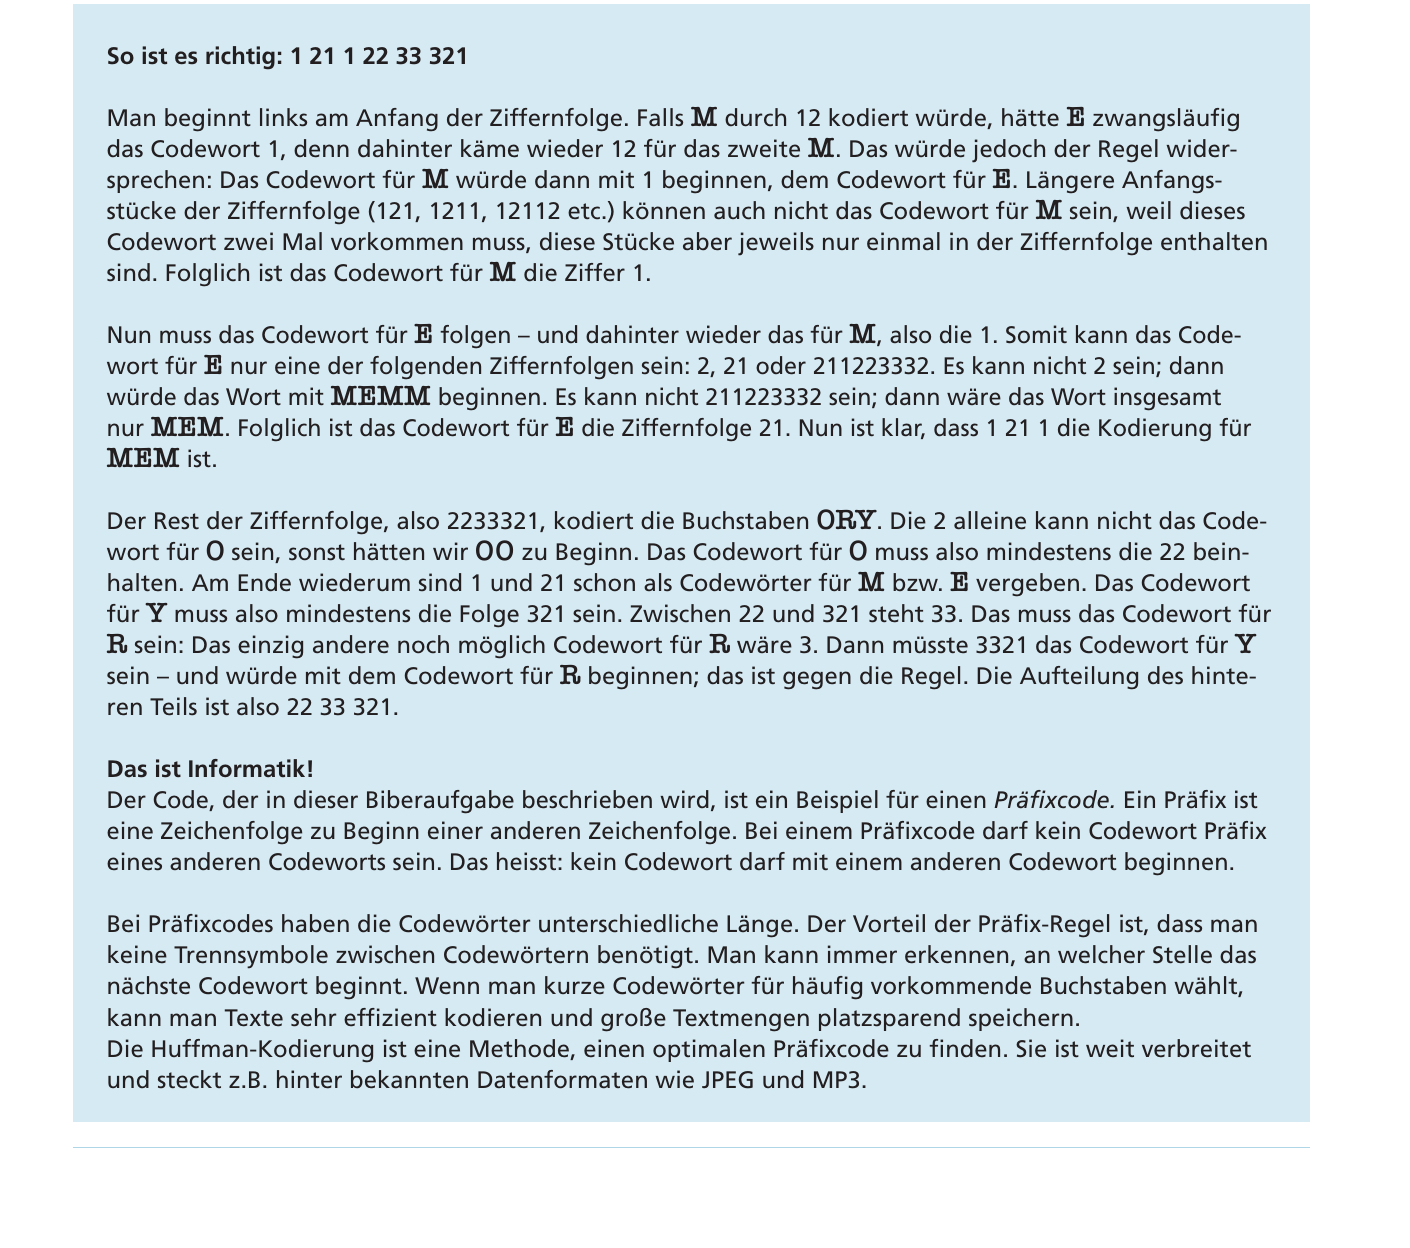 So ist es richtig: 1 21 1 22 33 321
Man beginnt links am Anfang der Ziffernfolge. Falls M durch 12 kodiert würde, hätte E zwangsläufig
das Codewort 1, denn dahinter käme wieder 12 für das zweite M. Das würde jedoch der Regel wider-
sprechen: Das Codewort für M würde dann mit 1 beginnen, dem Codewort für E. Längere Anfangs-
stücke der Ziffernfolge (121, 1211, 12112 etc.) können auch nicht das Codewort für M sein, weil dieses
Codewort zwei Mal vorkommen muss, diese Stücke aber jeweils nur einmal in der Ziffernfolge enthalten
sind. Folglich ist das Codewort für M die Ziffer 1.
Nun muss das Codewort für E folgen – und dahinter wieder das für M, also die 1. Somit kann das Code-
wort für E nur eine der folgenden Ziffernfolgen sein: 2, 21 oder 211223332. Es kann nicht 2 sein; dann
würde das Wort mit MEMM beginnen. Es kann nicht 211223332 sein; dann wäre das Wort insgesamt
nur MEM. Folglich ist das Codewort für E die Ziffernfolge 21. Nun ist klar, dass 1 21 1 die Kodierung für
MEM ist.
Der Rest der Ziffernfolge, also 2233321, kodiert die Buchstaben ORY. Die 2 alleine kann nicht das Code-
wort für O sein, sonst hätten wir OO zu Beginn. Das Codewort für O muss also mindestens die 22 bein-
halten. Am Ende wiederum sind 1 und 21 schon als Codewörter für M bzw. E vergeben. Das Codewort
für Y muss also mindestens die Folge 321 sein. Zwischen 22 und 321 steht 33. Das muss das Codewort für
R sein: Das einzig andere noch möglich Codewort für R wäre 3. Dann müsste 3321 das Codewort für Y
sein – und würde mit dem Codewort für R beginnen; das ist gegen die Regel. Die Aufteilung des hinte-
ren Teils ist also 22 33 321.
Das ist Informatik!
Der Code, der in dieser Biberaufgabe beschrieben wird, ist ein Beispiel für einen Präfixcode. Ein Präfix ist
eine Zeichenfolge zu Beginn einer anderen Zeichenfolge. Bei einem Präfixcode darf kein Codewort Präfix
eines anderen Codeworts sein. Das heisst: kein Codewort darf mit einem anderen Codewort beginnen.
Bei Präfixcodes haben die Codewörter unterschiedliche Länge. Der Vorteil der Präfix-Regel ist, dass man
keine Trennsymbole zwischen Codewörtern benötigt. Man kann immer erkennen, an welcher Stelle das
nächste Codewort beginnt. Wenn man kurze Codewörter für häufig vorkommende Buchstaben wählt,
kann man Texte sehr effizient kodieren und große Textmengen platzsparend speichern.
Die Huffman-Kodierung ist eine Methode, einen optimalen Präfixcode zu finden. Sie ist weit verbreitet
und steckt z.B. hinter bekannten Datenformaten wie JPEG und MP3.